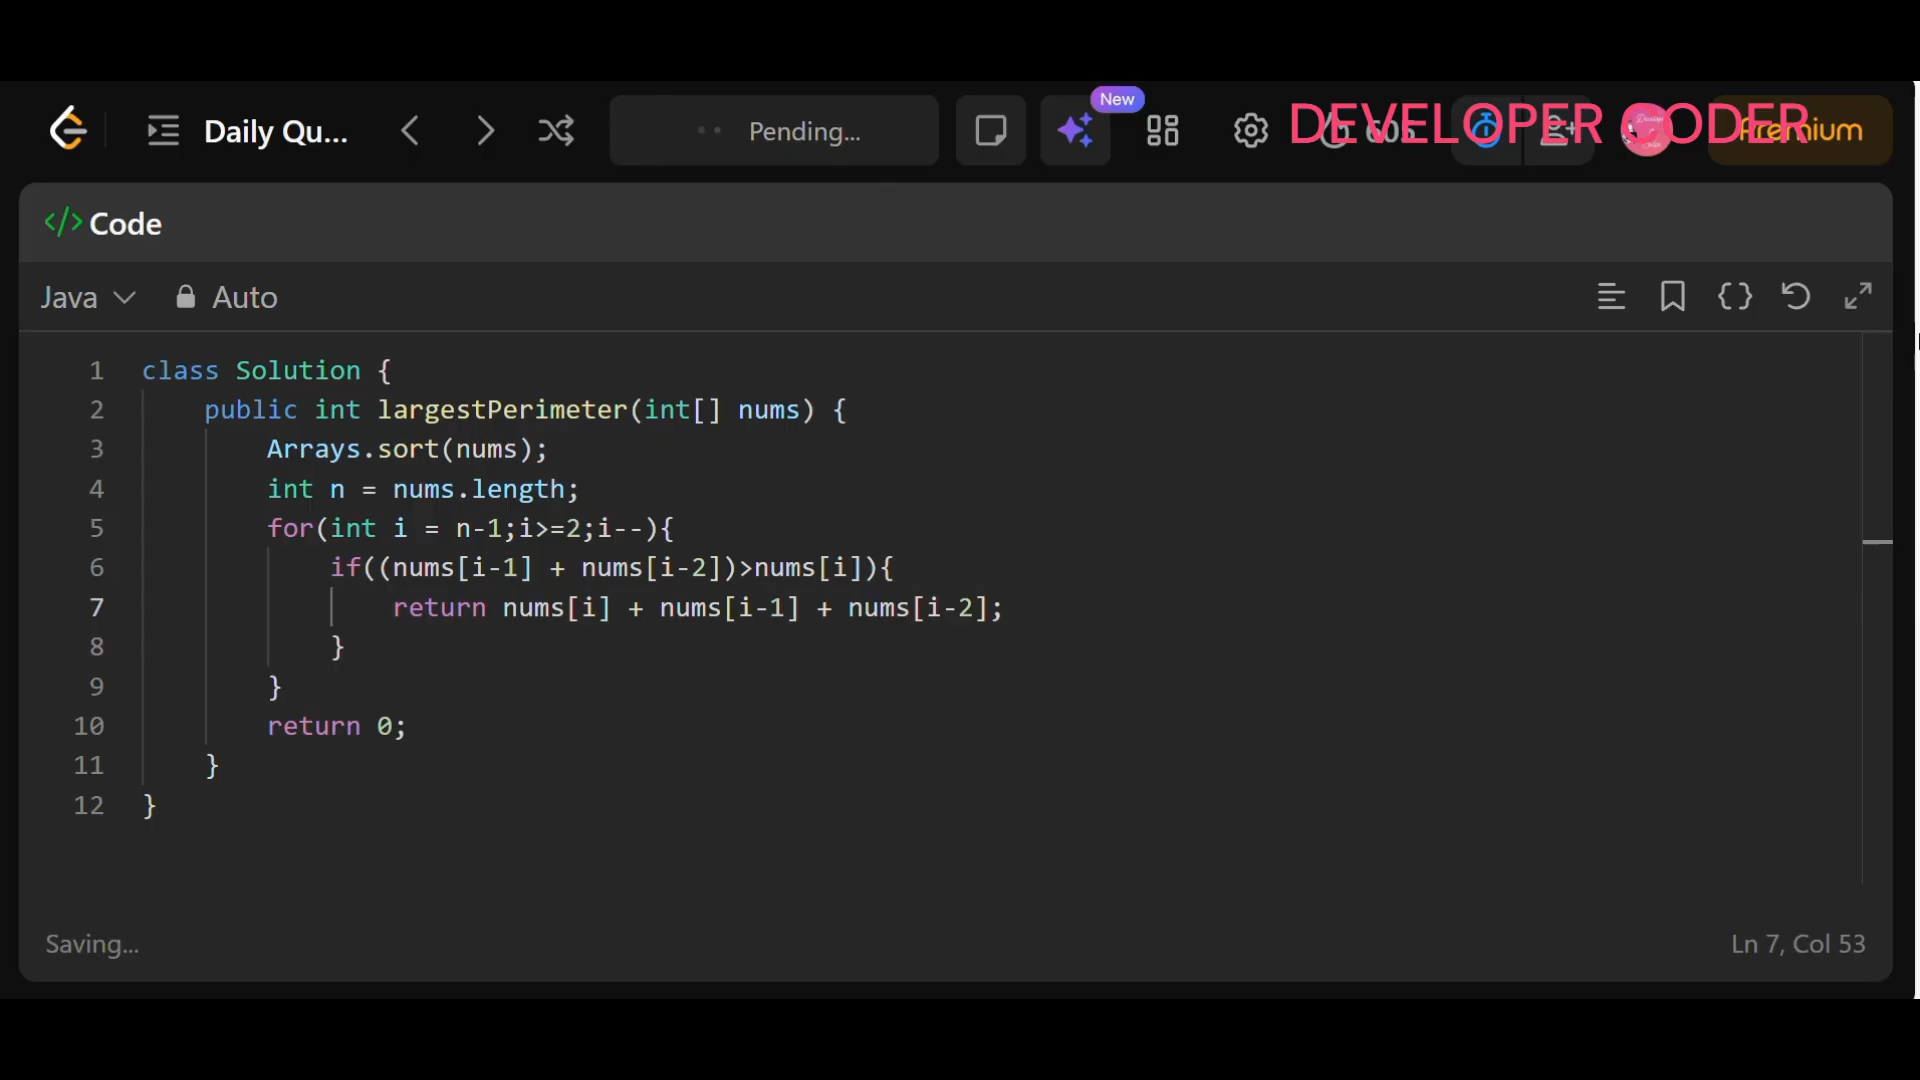 New
Daily Qu...
Pending...
DEVELOPER CODER
Premium
</> Code
Java Auto
1 class Solution {
2 public int largestPerimeter(int[] nums) {
3 Arrays.sort(nums);
4 int n = nums.length;
5 for(int i = n-1;i>=2;i--){
6 if((nums[i-1] + nums[i-2])>nums[i]){
7 return nums[i] + nums[i-1] + nums[i-2];
8 }
9 }
10 return 0;
11 }
12 }
Saving...
Ln 7, Col 53